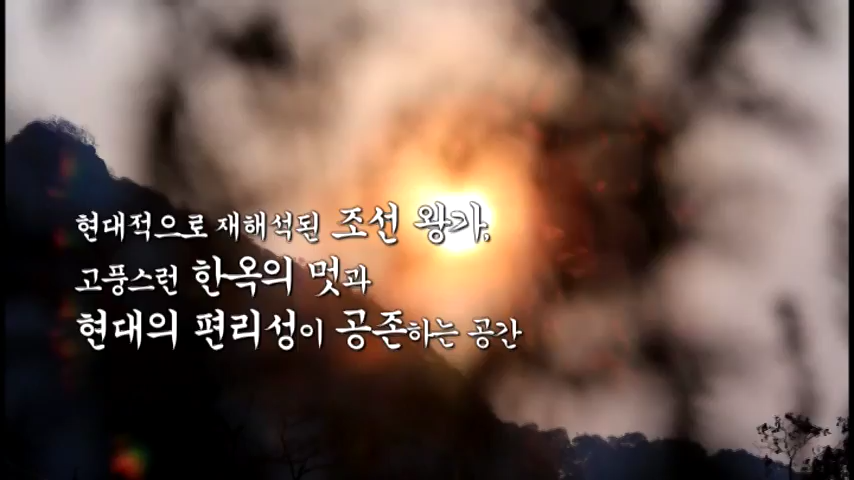 현대적으로 재해석된 조선 왕가,
고풍스런 한옥의 멋과
현대의 편리성이 공존하는 공간